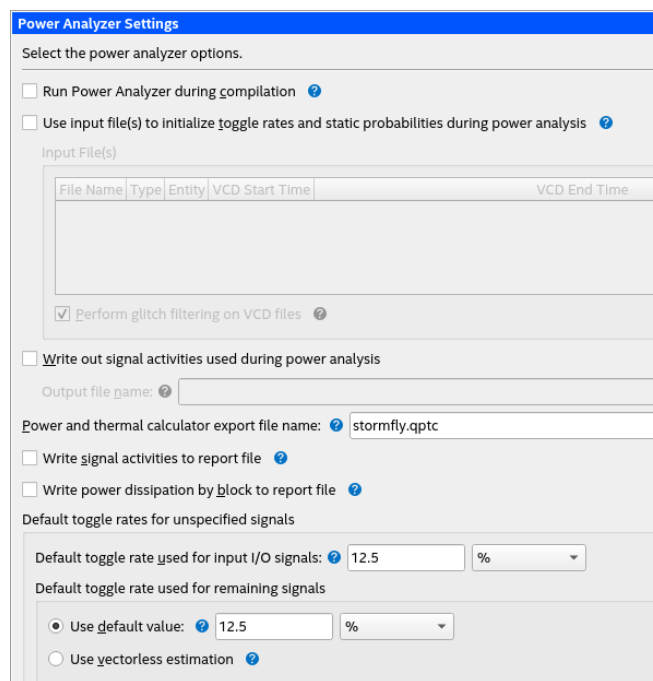 Power Analyzer Settings
Select the power analyzer options.
Run Power Analyzer during compilation
Use input file(s) to initialize toggle rates and static probabilities during power analysis
Input File(s)
File Name Type Entity VCD Start Time VCD End Time
Perform glitch filtering on VCD files
Write out signal activities used during power analysis
Output file name:
Power and thermal calculator export file name: stormfly.qptc
Write signal activities to report file
Write power dissipation by block to report file
Default toggle rates for unspecified signals
Default toggle rate used for input I/O signals: 12.5 %
Default toggle rate used for remaining signals
Use default value: 12.5 %
Use vectorless estimation